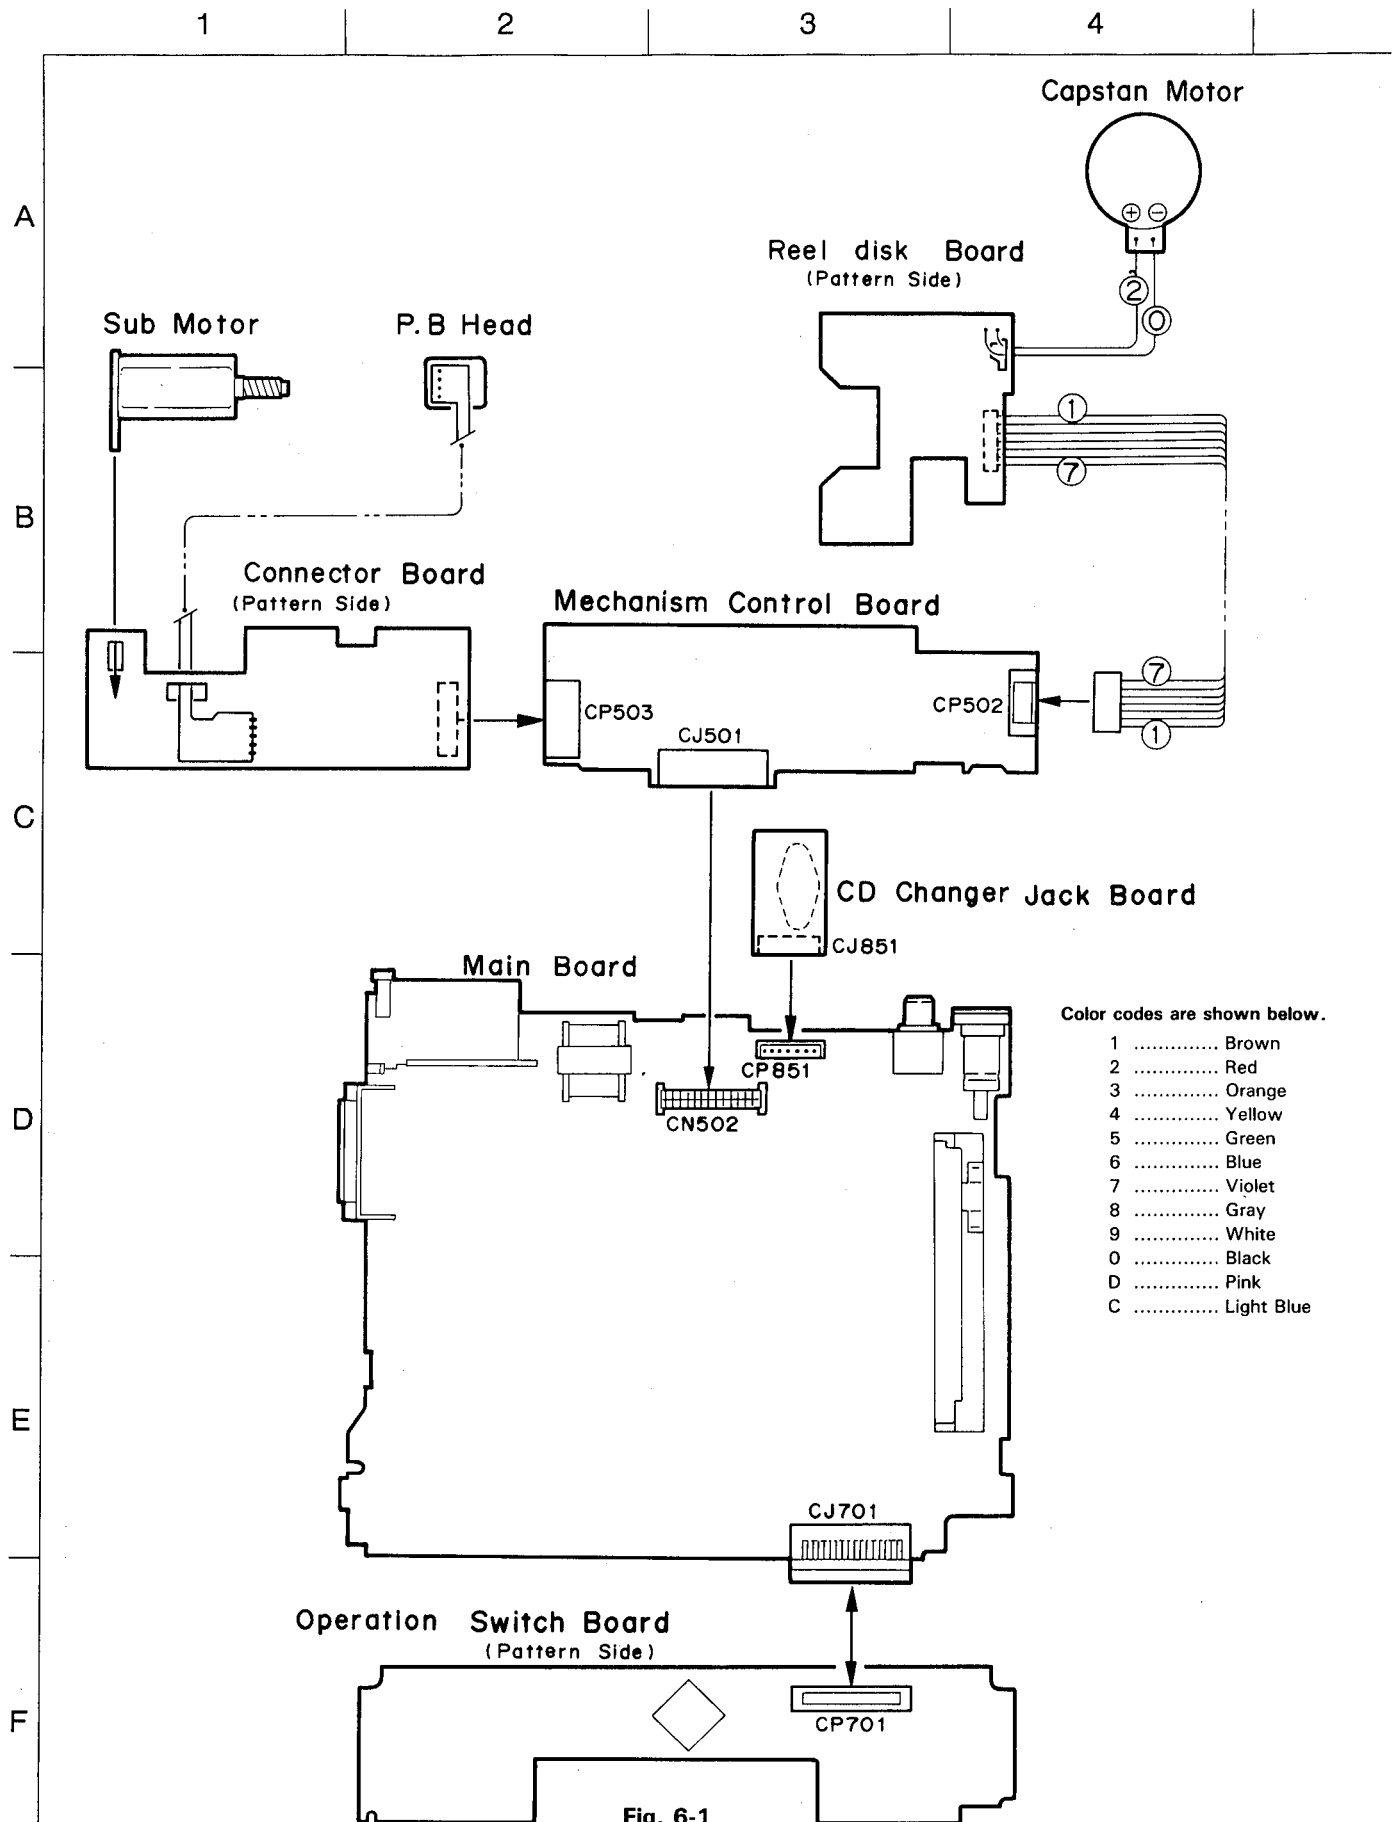 1 2 3 4
Capstan Motor
A
⊕ ⊖
Reel disk Board
(Pattern Side)
②
⓪
Sub Motor
P.B Head
①
⑦
B
Connector Board
(Pattern Side)
Mechanism Control Board
⑦
CP503
CP502
CJ501
①
C
CD Changer Jack Board
CJ851
Main Board
Color codes are shown below.
1 ............. Brown
2 ............. Red
3 ............. Orange
4 ............. Yellow
5 ............. Green
6 ............. Blue
7 ............. Violet
8 ............. Gray
9 ............. White
0 ............. Black
D ............. Pink
C ............. Light Blue
CP851
D
CN502
E
CJ701
Operation Switch Board
(Pattern Side)
F
CP701
Fig. 6-1